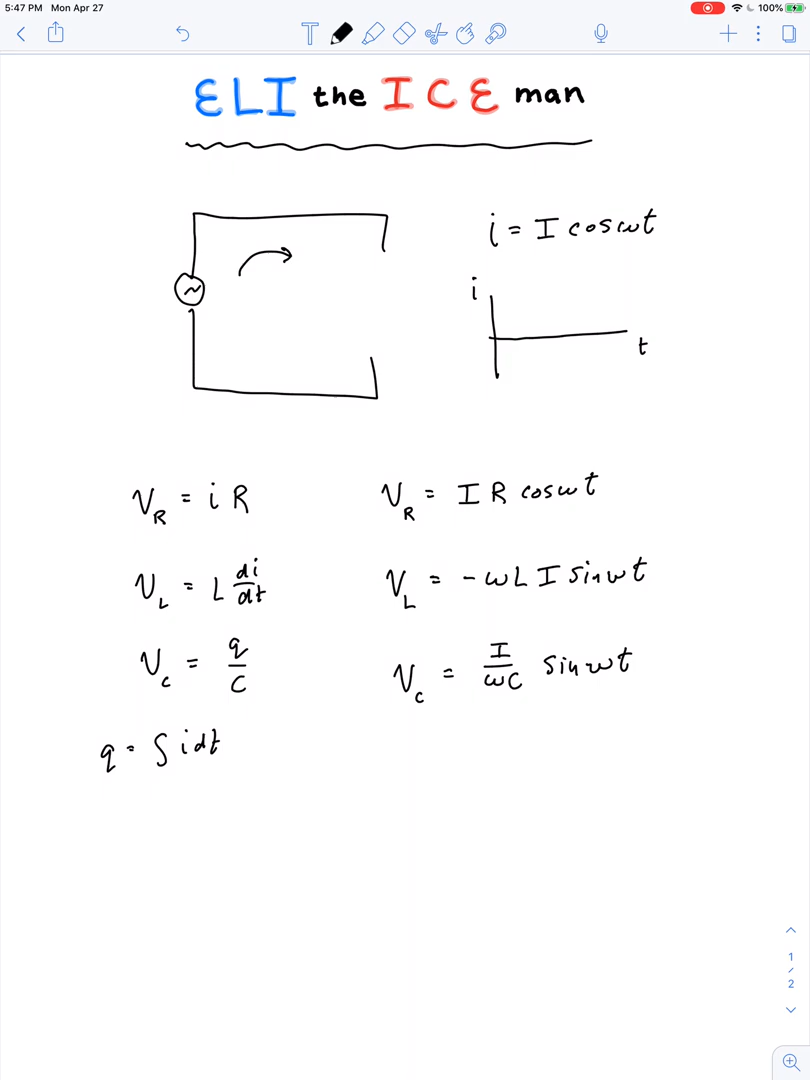 5:47 PM Mon Apr 27 100%
T
ELI the ICE man
~
i = I cos ωt
i
t
V_R = i R
V_R = I R cos ωt
V_L = L di/dt
V_L = - ωL I sin ωt
V_C = q/C
V_C = I/ωC sin ωt
q = ∫ i dt
1
/
2